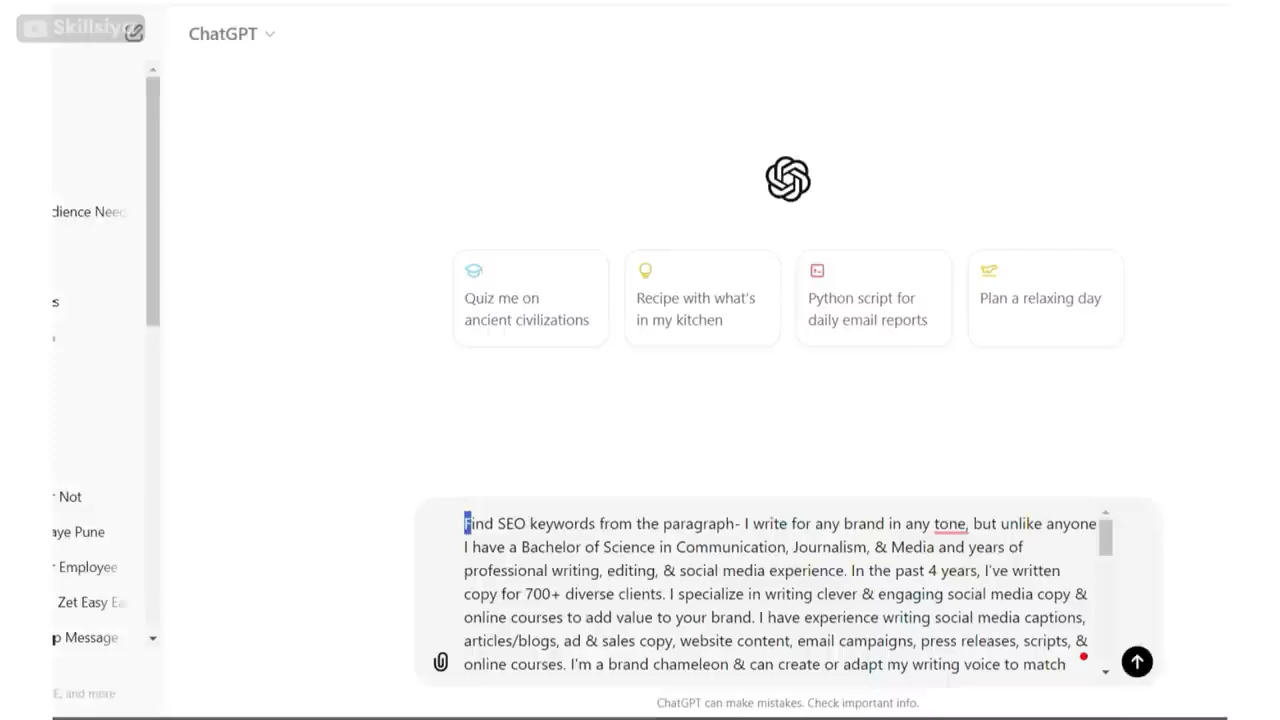 Skillsiya
ChatGPT
dience Need
s
Not
aye Pune
Employee
Zet Easy Ea
p Message
E, and more
Quiz me on
ancient civilizations
Recipe with what's
in my kitchen
Python script for
daily email reports
Plan a relaxing day
Find SEO keywords from the paragraph- I write for any brand in any tone, but unlike anyone
I have a Bachelor of Science in Communication, Journalism, & Media and years of
professional writing, editing, & social media experience. In the past 4 years, I've written
copy for 700+ diverse clients. I specialize in writing clever & engaging social media copy &
online courses to add value to your brand. I have experience writing social media captions,
articles/blogs, ad & sales copy, website content, email campaigns, press releases, scripts, &
online courses. I'm a brand chameleon & can create or adapt my writing voice to match
ChatGPT can make mistakes. Check important info.